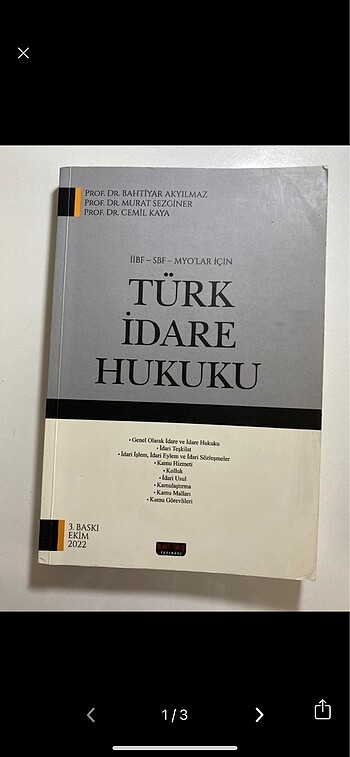 PROF. DR. BAHTİYAR AKYILMAZ
PROF. DR. MURAT SEZGİNER
PROF. DR. CEMİL KAYA
İİBF – SBF – MYO'LAR İÇİN
TÜRK
İDARE
HUKUKU
• Genel Olarak İdare ve İdare Hukuku
• İdari Teşkilat
• İdari İşlem, İdari Eylem ve İdari Sözleşmeler
• Kamu Hizmeti
• Kolluk
• İdari Usul
• Kamulaştırma
• Kamu Malları
• Kamu Görevlileri
3. BASKI
EKİM
2022
1/3